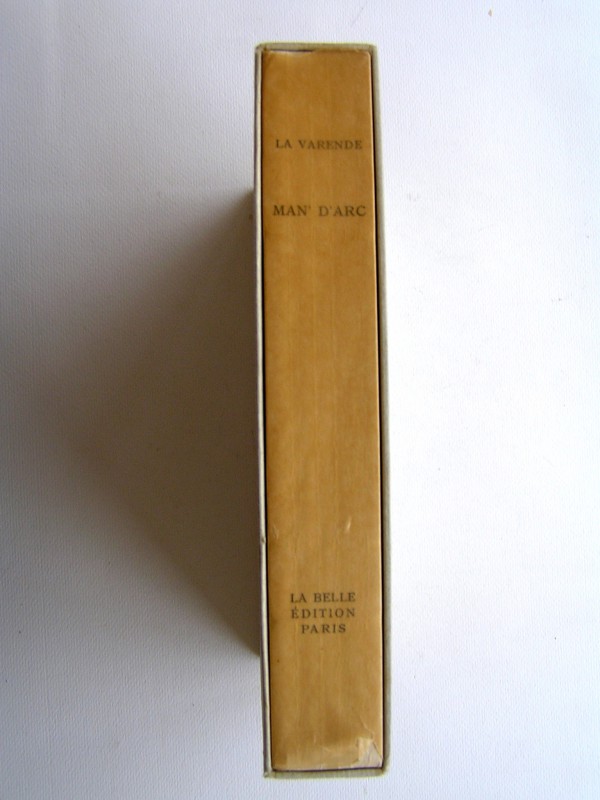 LA VARENDE
MAN' D'ARC
LA BELLE
ÉDITION
PARIS